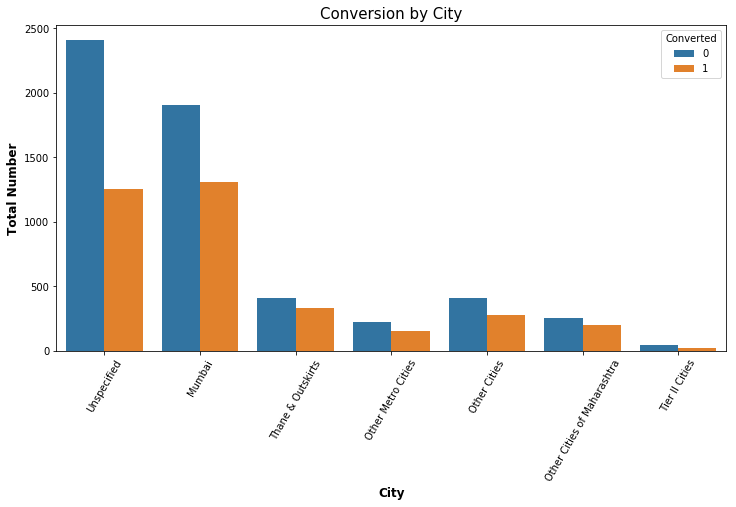 Conversion by City
Converted
0
1
2500
2000
1500
1000
500
0
Total Number
Unspecified
Mumbai
Thane & Outskirts
Other Metro Cities
Other Cities
Other Cities of Maharashtra
Tier II Cities
City